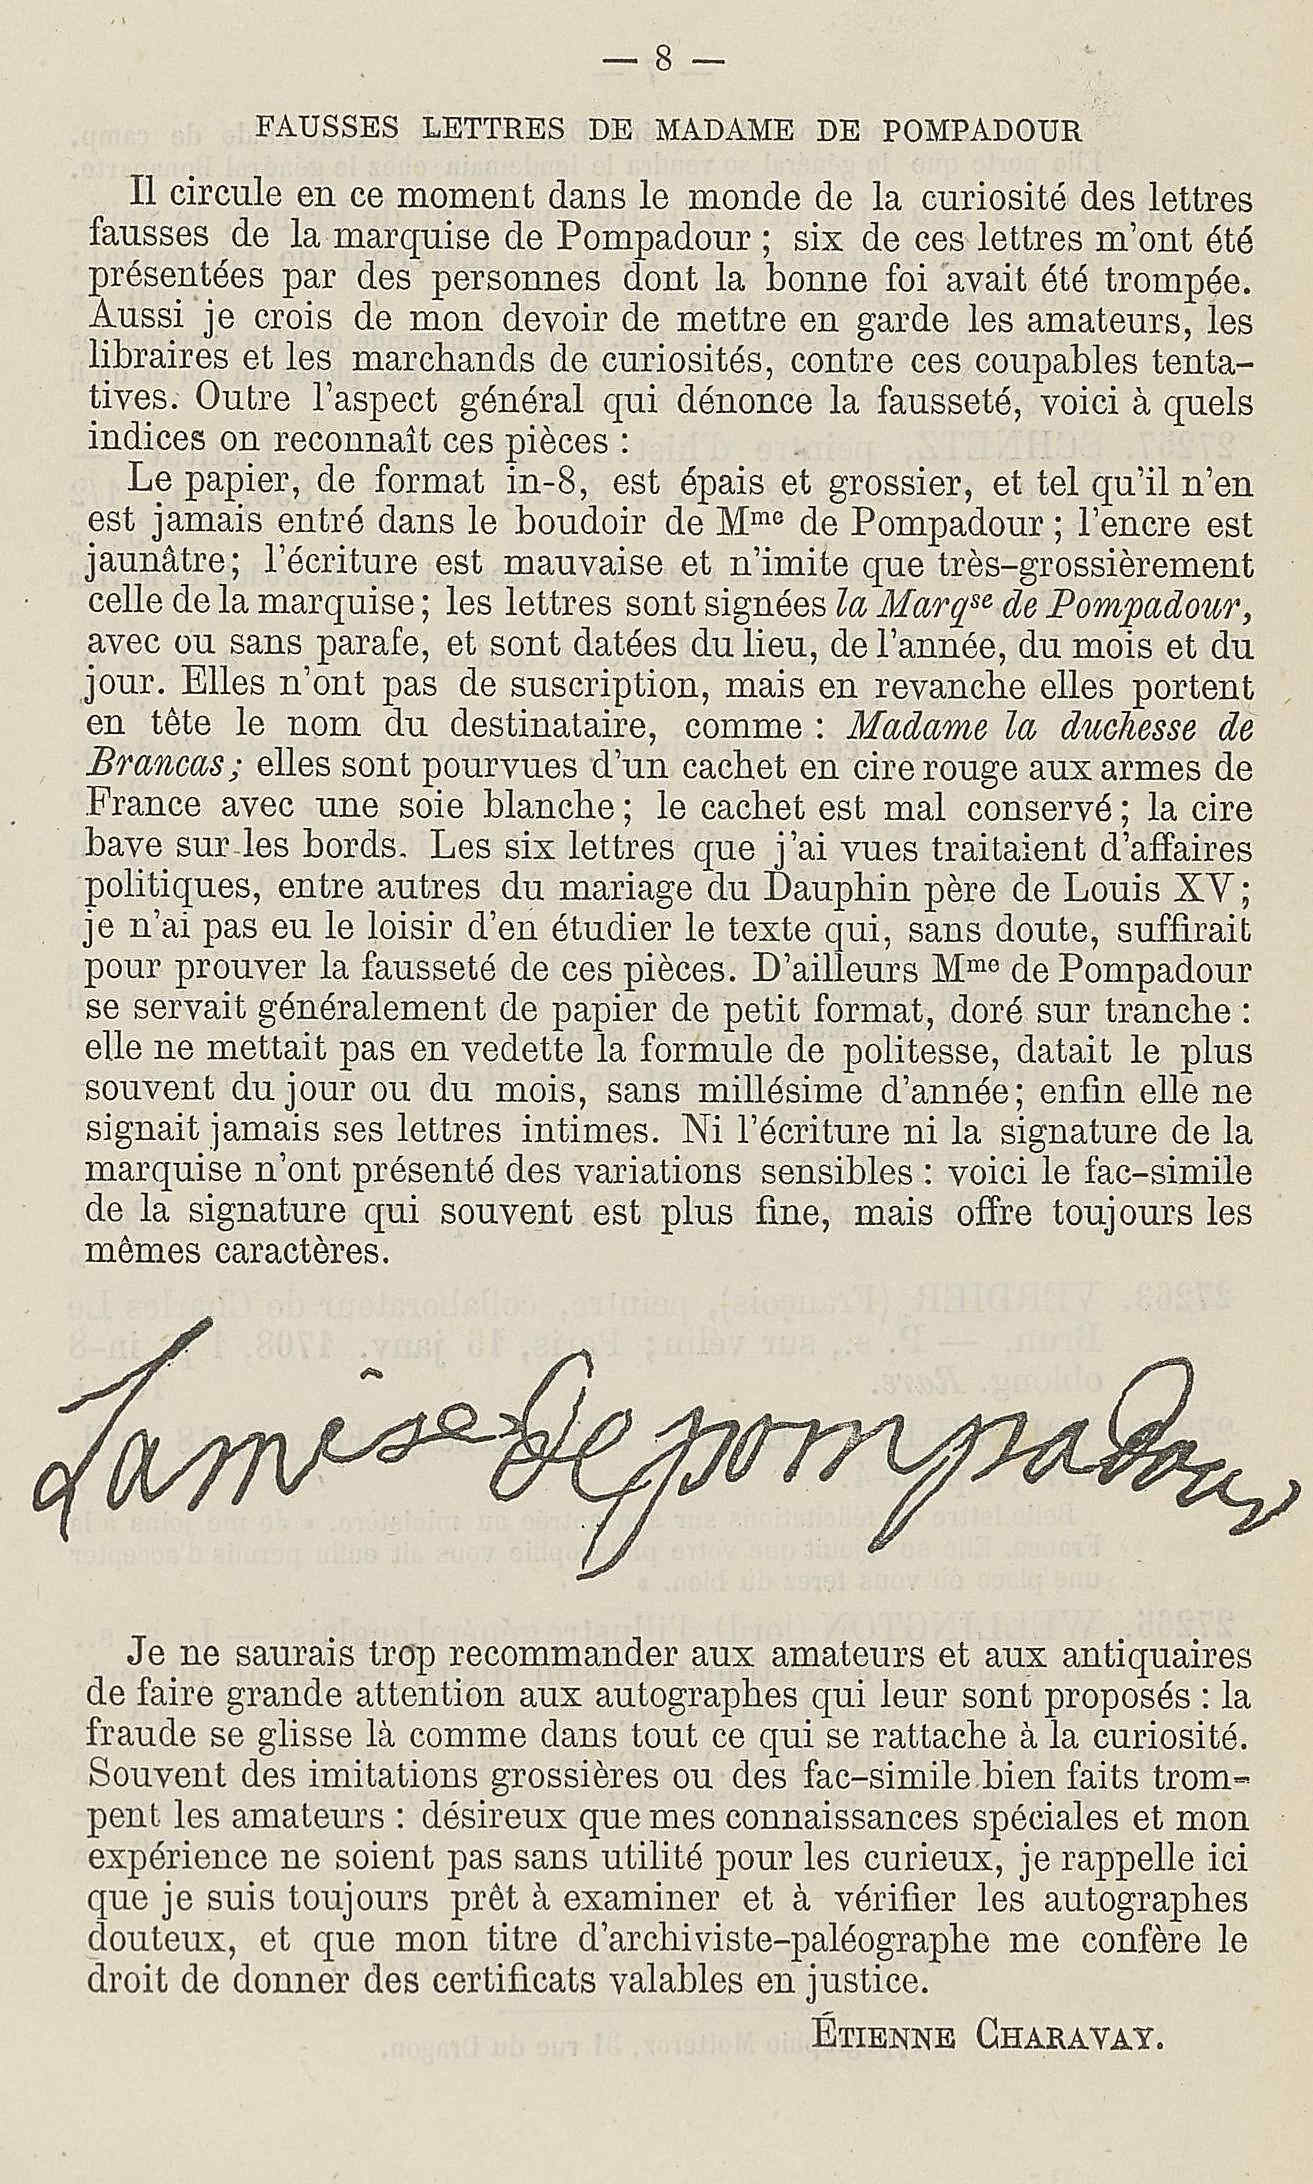 — 8 —
FAUSSES LETTRES DE MADAME DE POMPADOUR
Il circule en ce moment dans le monde de la curiosité des lettres
fausses de la marquise de Pompadour ; six de ces lettres m'ont été
présentées par des personnes dont la bonne foi avait été trompée.
Aussi je crois de mon devoir de mettre en garde les amateurs, les
libraires et les marchands de curiosités, contre ces coupables tenta-
tives. Outre l'aspect général qui dénonce la fausseté, voici à quels
indices on reconnaît ces pièces :
Le papier, de format in-8, est épais et grossier, et tel qu'il n'en
est jamais entré dans le boudoir de Mme de Pompadour ; l'encre est
jaunâtre; l'écriture est mauvaise et n'imite que très-grossièrement
celle de la marquise; les lettres sont signées la Marqse de Pompadour,
avec ou sans parafe, et sont datées du lieu, de l'année, du mois et du
jour. Elles n'ont pas de suscription, mais en revanche elles portent
en tête le nom du destinataire, comme : Madame la duchesse de
Brancas; elles sont pourvues d'un cachet en cire rouge aux armes de
France avec une soie blanche; le cachet est mal conservé; la cire
bave sur les bords. Les six lettres que j'ai vues traitaient d'affaires
politiques, entre autres du mariage du Dauphin père de Louis XV;
je n'ai pas eu le loisir d'en étudier le texte qui, sans doute, suffirait
pour prouver la fausseté de ces pièces. D'ailleurs Mme de Pompadour
se servait généralement de papier de petit format, doré sur tranche :
elle ne mettait pas en vedette la formule de politesse, datait le plus
souvent du jour ou du mois, sans millésime d'année; enfin elle ne
signait jamais ses lettres intimes. Ni l'écriture ni la signature de la
marquise n'ont présenté des variations sensibles : voici le fac-simile
de la signature qui souvent est plus fine, mais offre toujours les
mêmes caractères.
La mise de pompadour
Je ne saurais trop recommander aux amateurs et aux antiquaires
de faire grande attention aux autographes qui leur sont proposés : la
fraude se glisse là comme dans tout ce qui se rattache à la curiosité.
Souvent des imitations grossières ou des fac-simile bien faits trom-
pent les amateurs : désireux que mes connaissances spéciales et mon
expérience ne soient pas sans utilité pour les curieux, je rappelle ici
que je suis toujours prêt à examiner et à vérifier les autographes
douteux, et que mon titre d'archiviste-paléographe me confère le
droit de donner des certificats valables en justice.
ÉTIENNE CHARAVAY.